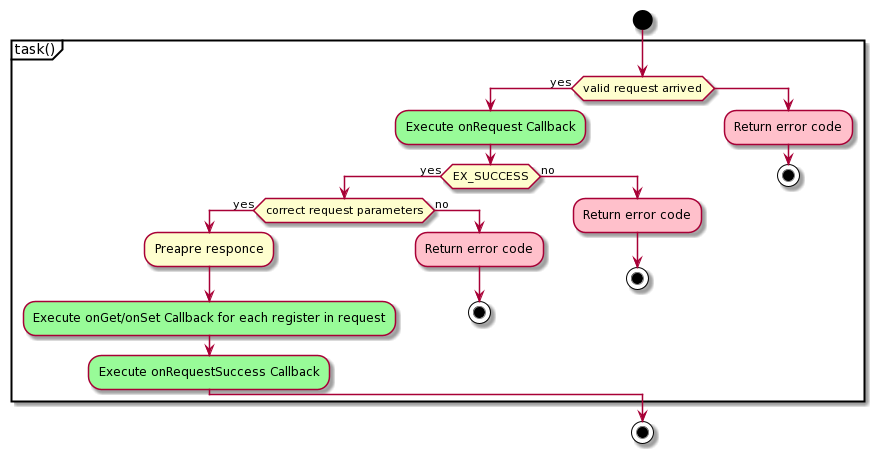 task()
yes
valid request arrived
Execute onRequest Callback
Return error code
yes
EX_SUCCESS
no
yes
correct request parameters
no
Return error code
Preapre responce
Return error code
Execute onGet/onSet Callback for each register in request
Execute onRequestSuccess Callback